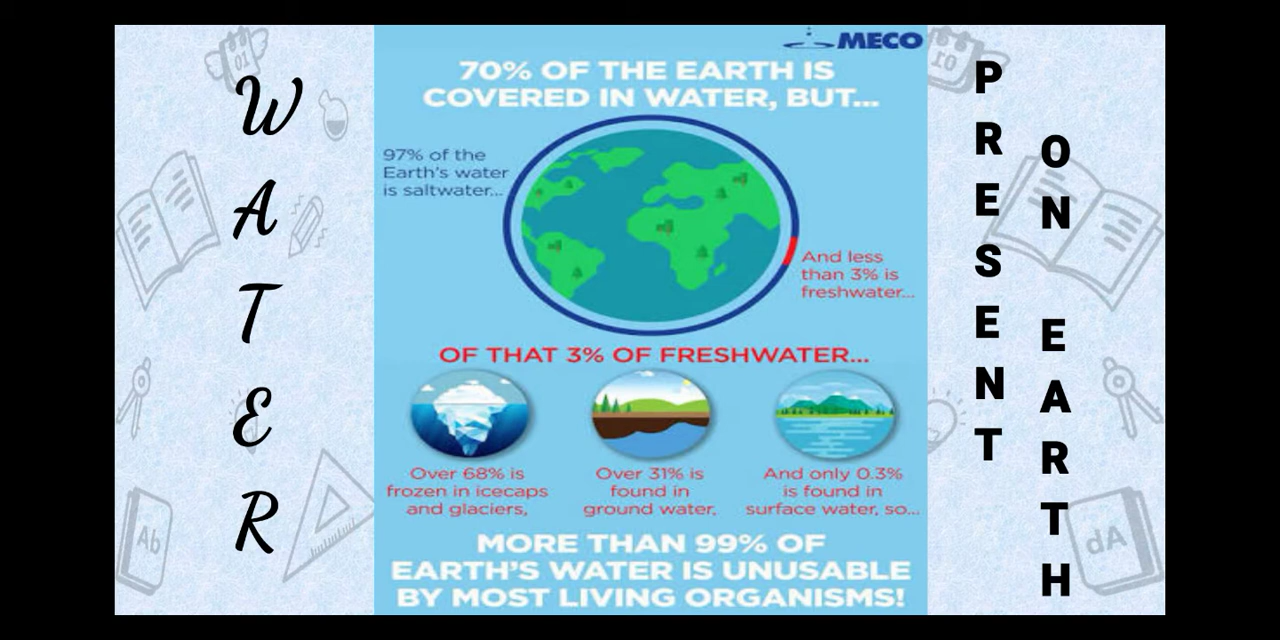 WATER
MECO
70% OF THE EARTH IS
COVERED IN WATER, BUT...
97% of the
Earth's water
is saltwater...
And less
than 3% is
freshwater...
OF THAT 3% OF FRESHWATER...
Over 68% is
frozen in icecaps
and glaciers,
Over 31% is
found in
ground water,
And only 0.3%
is found in
surface water, so...
MORE THAN 99% OF
EARTH'S WATER IS UNUSABLE
BY MOST LIVING ORGANISMS!
PRESENT
ON EARTH
01
Ab